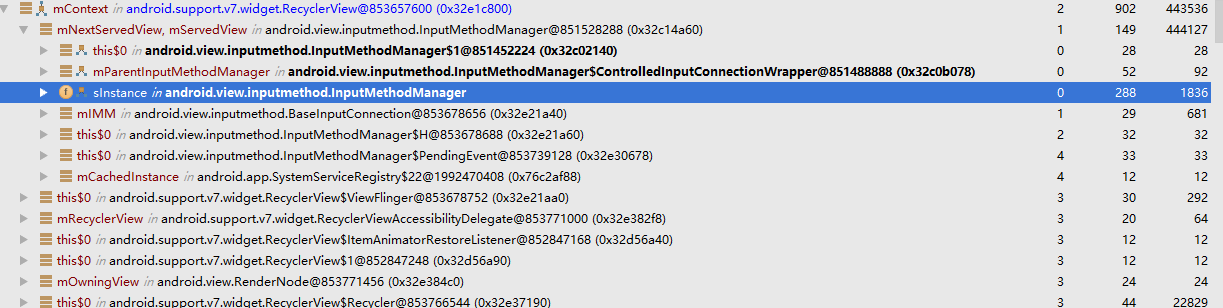 mContext in android.support.v7.widget.RecyclerView@853657600 (0x32e1c800) 2 902 443536
mNextServedView, mServedView in android.view.inputmethod.InputMethodManager@851528288 (0x32c14a60) 1 149 444127
this$0 in android.view.inputmethod.InputMethodManager$1@851452224 (0x32c02140) 0 28 28
mParentInputMethodManager in android.view.inputmethod.InputMethodManager$ControlledInputConnectionWrapper@851488888 (0x32c0b078) 0 52 92
f sInstance in android.view.inputmethod.InputMethodManager 0 288 1836
mIMM in android.view.inputmethod.BaseInputConnection@853678656 (0x32e21a40) 1 29 681
this$0 in android.view.inputmethod.InputMethodManager$H@853678688 (0x32e21a60) 2 32 32
this$0 in android.view.inputmethod.InputMethodManager$PendingEvent@853739128 (0x32e30678) 4 33 33
mCachedInstance in android.app.SystemServiceRegistry$22@1992470408 (0x76c2af88) 4 12 12
this$0 in android.support.v7.widget.RecyclerView$ViewFlinger@853678752 (0x32e21aa0) 3 30 292
mRecyclerView in android.support.v7.widget.RecyclerViewAccessibilityDelegate@853771000 (0x32e382f8) 3 20 64
this$0 in android.support.v7.widget.RecyclerView$ItemAnimatorRestoreListener@852847168 (0x32d56a40) 3 12 12
this$0 in android.support.v7.widget.RecyclerView$1@852847248 (0x32d56a90) 3 12 12
mOwningView in android.view.RenderNode@853771456 (0x32e384c0) 3 24 24
this$0 in android.support.v7.widget.RecyclerView$Recycler@853766544 (0x32e37190) 3 44 22829